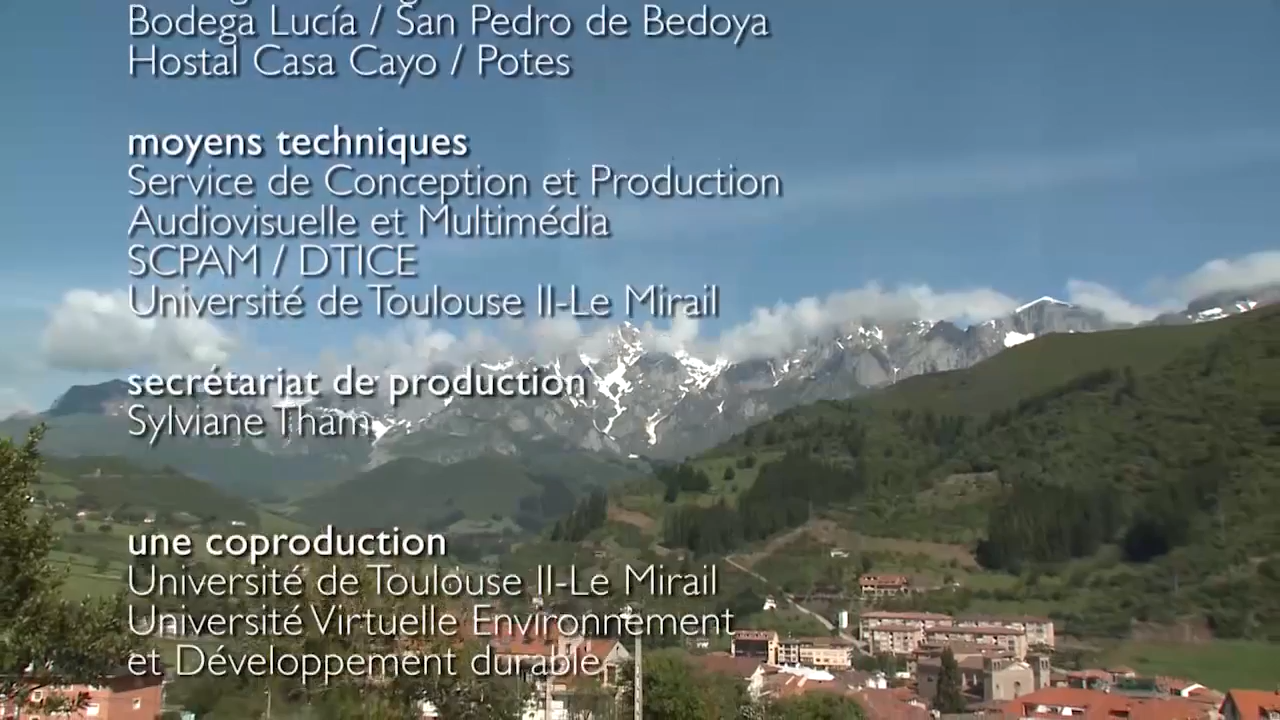 Bodega Lucía / San Pedro de Bedoya
Hostal Casa Cayo / Potes
moyens techniques
Service de Conception et Production
Audiovisuelle et Multimédia
SCPAM / DTICE
Université de Toulouse II-Le Mirail
secrétariat de production
Sylviane Tham
une coproduction
Université de Toulouse II-Le Mirail
Université Virtuelle Environnement
et Développement durable